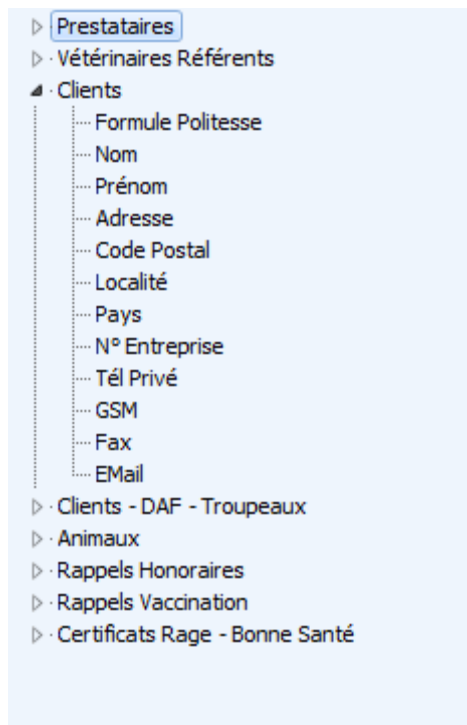 Prestataires
Vétérinaires Référents
Clients
Formule Politesse
Nom
Prénom
Adresse
Code Postal
Localité
Pays
N° Entreprise
Tél Privé
GSM
Fax
EMail
Clients - DAF - Troupeaux
Animaux
Rappels Honoraires
Rappels Vaccination
Certificats Rage - Bonne Santé